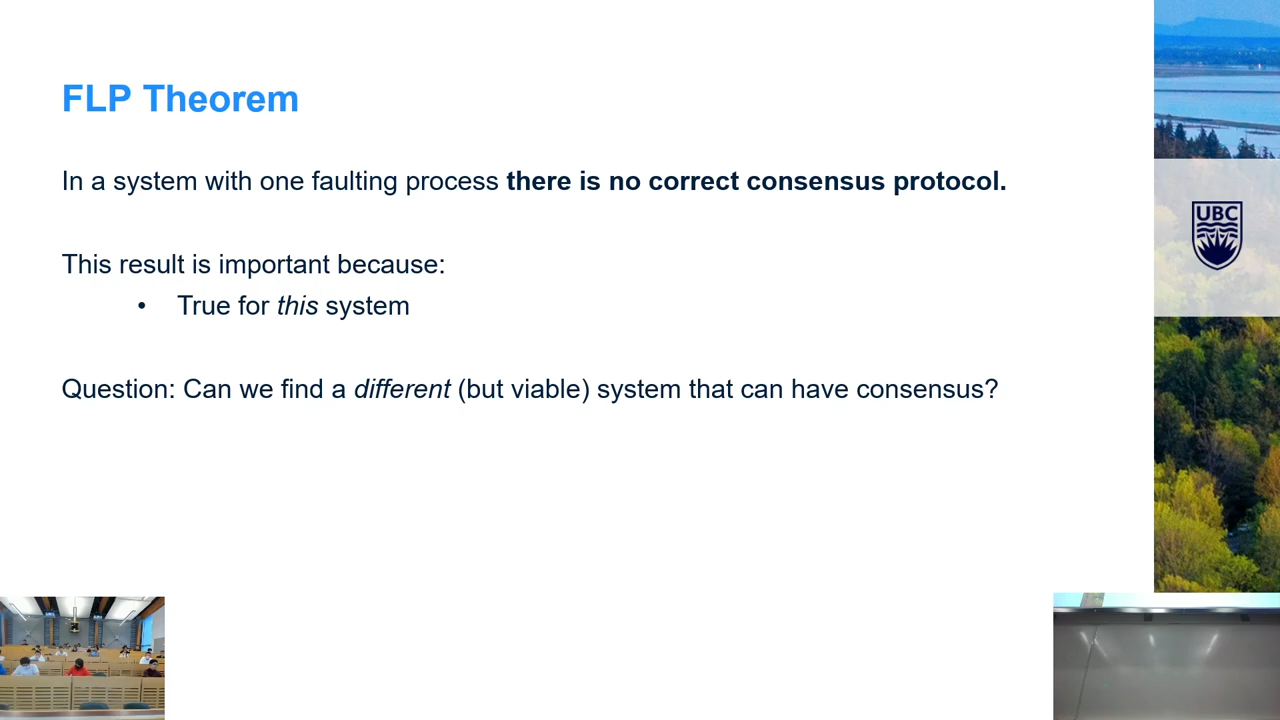 FLP Theorem
In a system with one faulting process there is no correct consensus protocol.
This result is important because:
• True for this system
Question: Can we find a different (but viable) system that can have consensus?
UBC